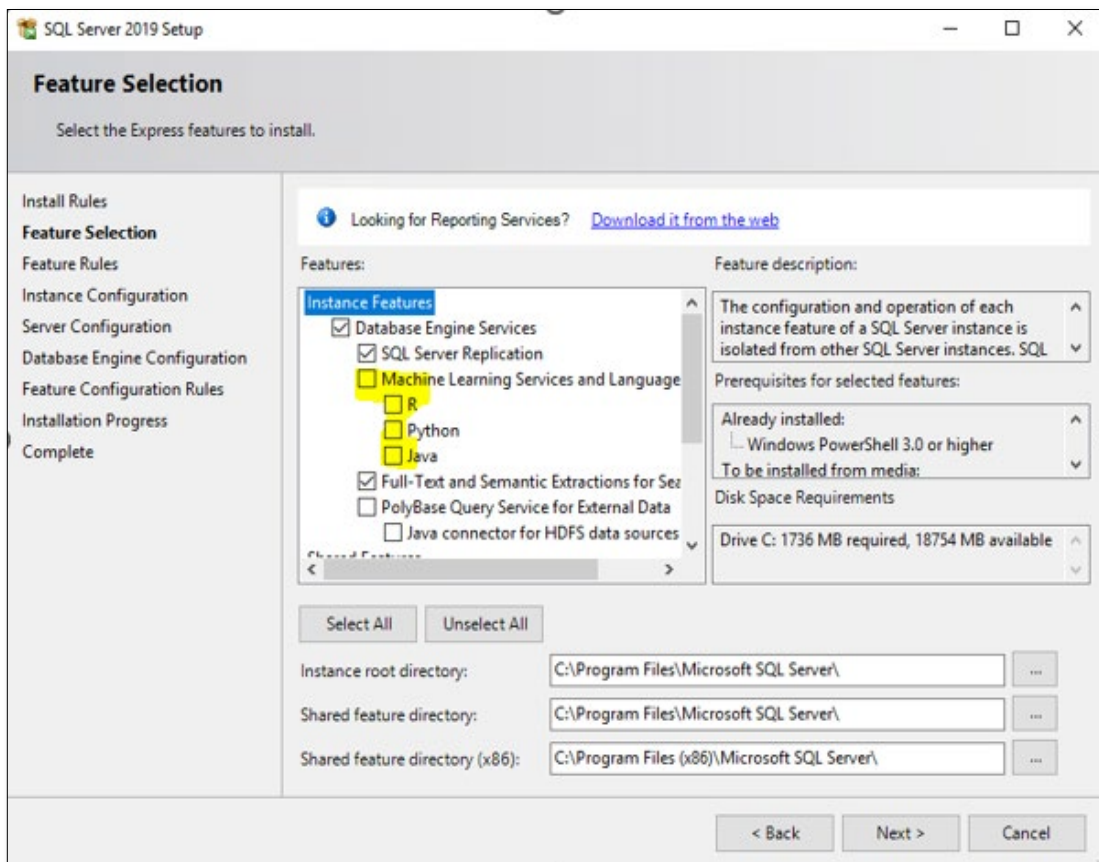 SQL Server 2019 Setup
Feature Selection
Select the Express features to install.
Install Rules
Feature Selection
Feature Rules
Instance Configuration
Server Configuration
Database Engine Configuration
Feature Configuration Rules
Installation Progress
Complete
Looking for Reporting Services? Download it from the web
Features:
Instance Features
Database Engine Services
SQL Server Replication
Machine Learning Services and Language
R
Python
Java
Full-Text and Semantic Extractions for Sea
PolyBase Query Service for External Data
Java connector for HDFS data sources
Shared Features
Feature description:
The configuration and operation of each
instance feature of a SQL Server instance is
isolated from other SQL Server instances. SQL
Prerequisites for selected features:
Already installed:
Windows PowerShell 3.0 or higher
To be installed from media:
Disk Space Requirements
Drive C: 1736 MB required, 18754 MB available
Select All
Unselect All
Instance root directory:
C:\Program Files\Microsoft SQL Server\
...
Shared feature directory:
C:\Program Files\Microsoft SQL Server\
...
Shared feature directory (x86):
C:\Program Files (x86)\Microsoft SQL Server\
...
< Back
Next >
Cancel